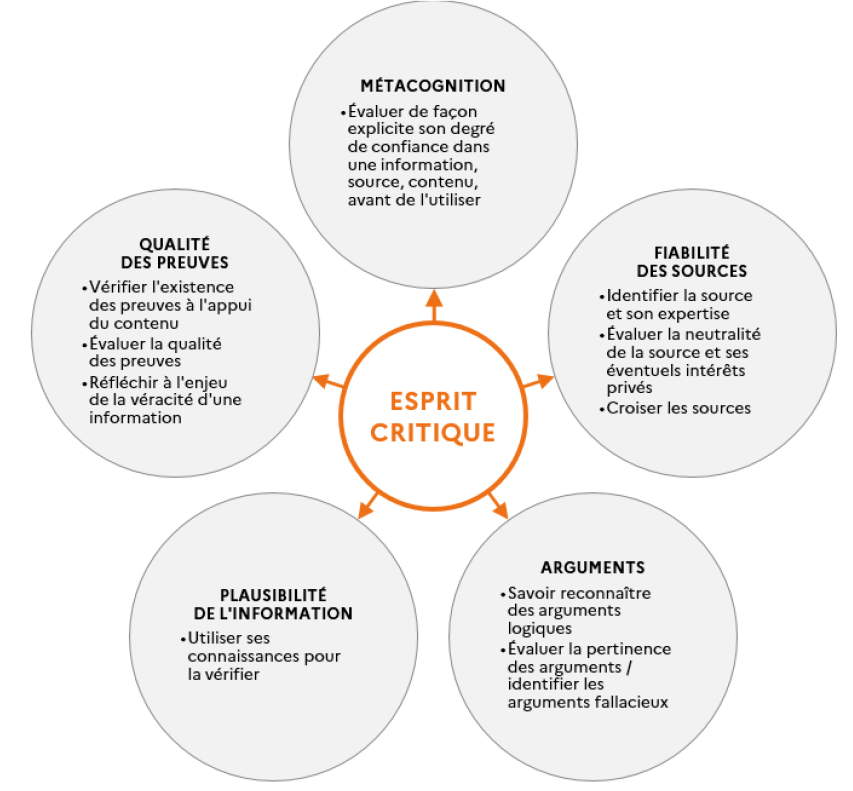 MÉTACOGNITION
•Évaluer de façon
explicite son degré
de confiance dans
une information,
source, contenu,
avant de l'utiliser
QUALITÉ
DES PREUVES
•Vérifier l'existence
des preuves à l'appui
du contenu
•Évaluer la qualité
des preuves
•Réfléchir à l'enjeu
de la véracité d'une
information
FIABILITÉ
DES SOURCES
•Identifier la source
et son expertise
•Évaluer la neutralité
de la source et ses
éventuels intérêts
privés
•Croiser les sources
ESPRIT
CRITIQUE
PLAUSIBILITÉ
DE L'INFORMATION
•Utiliser ses
connaissances pour
la vérifier
ARGUMENTS
•Savoir reconnaître
des arguments
logiques
•Évaluer la pertinence
des arguments /
identifier les
arguments fallacieux